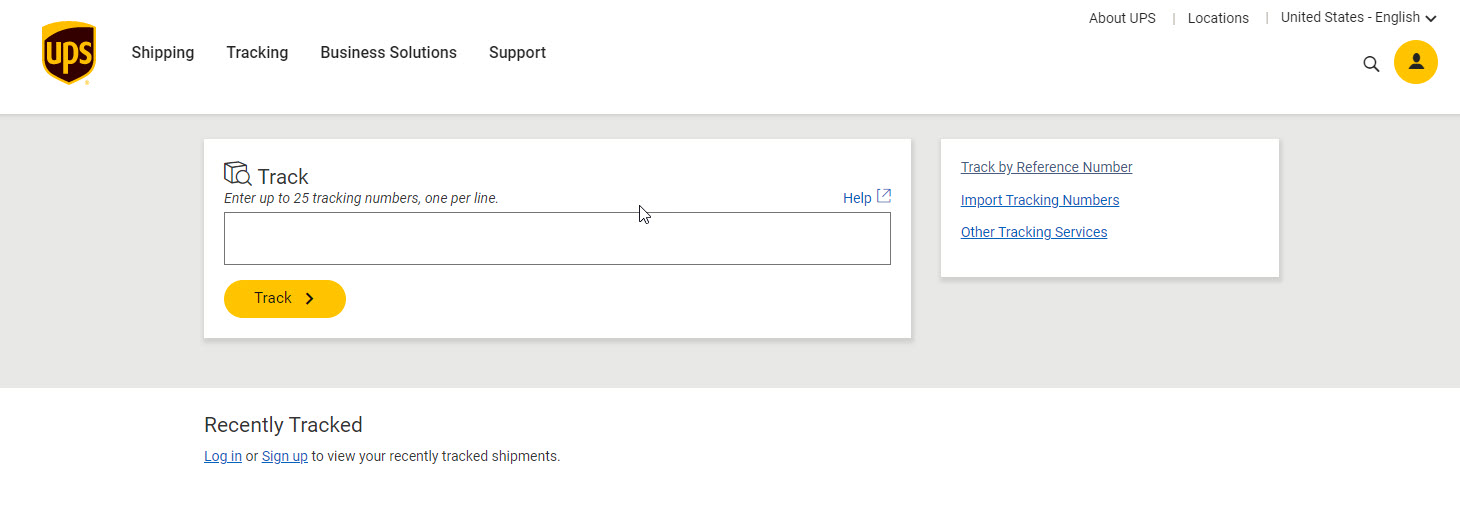 About UPS | Locations | United States - English
ups
Shipping Tracking Business Solutions Support
Track
Enter up to 25 tracking numbers, one per line.
Help
Track
Track by Reference Number
Import Tracking Numbers
Other Tracking Services
Recently Tracked
Log in or Sign up to view your recently tracked shipments.